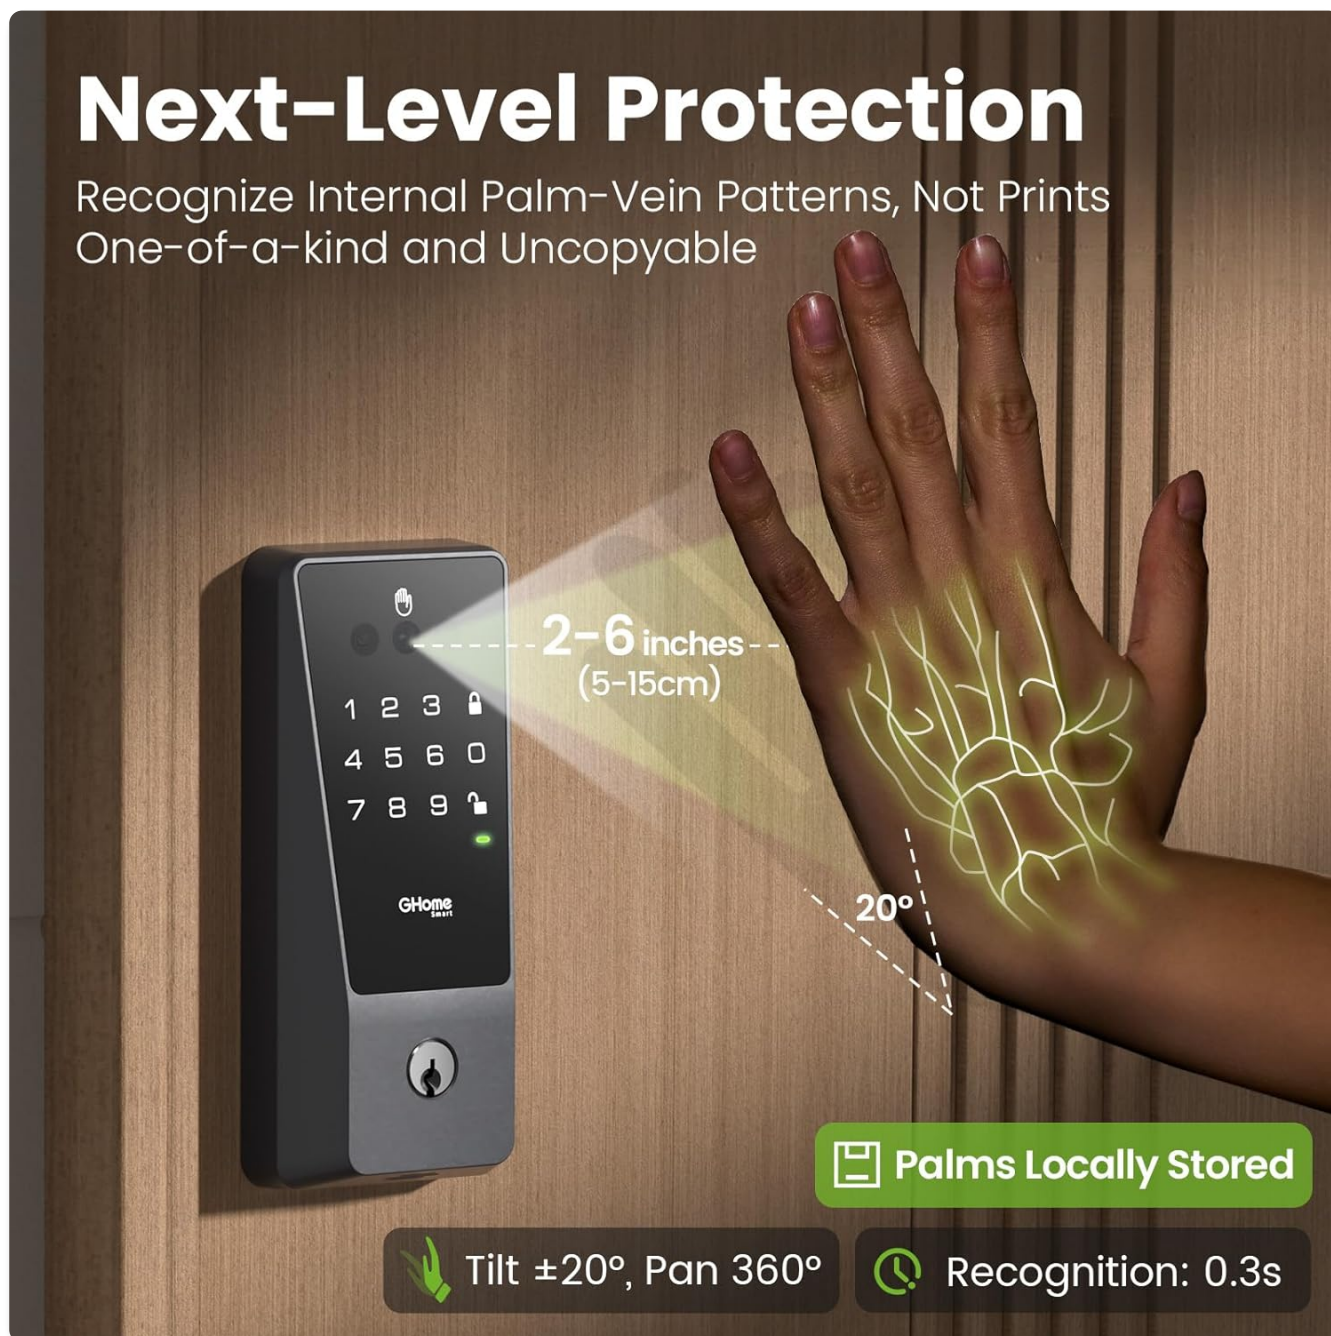 Next-Level Protection
Recognize Internal Palm-Vein Patterns, Not Prints
One-of-a-kind and Uncopyable
2-6 inches
(5-15cm)
1 2 3
4 5 6 0
7 8 9
GHome
Smart
20°
Palms Locally Stored
Tilt ±20°, Pan 360°
Recognition: 0.3s